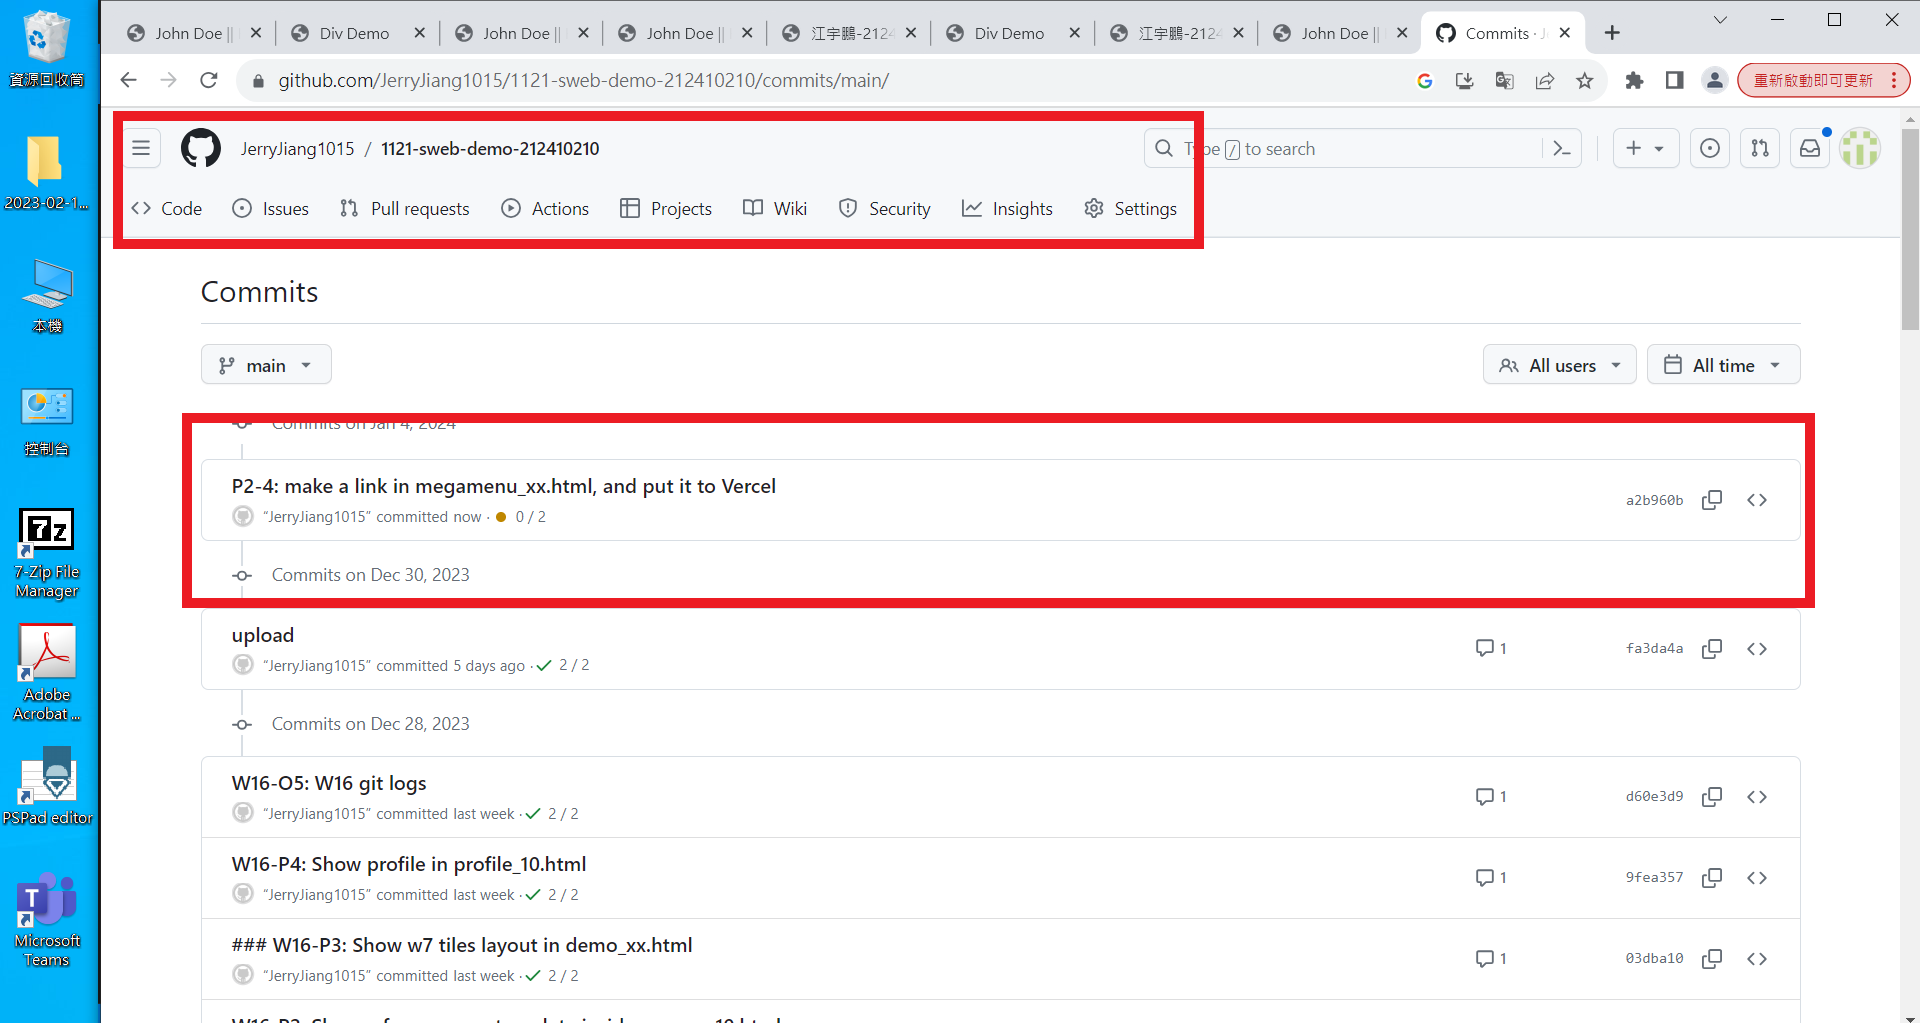 資源回收筒
2023-02-1...
本機
控制台
7-Zip File
Manager
Adobe
Acrobat ...
PSPad editor
Microsoft
Teams
John Doe ||
Div Demo
John Doe ||
John Doe ||
江宇鵬-2124
Div Demo
江宇鵬-2124
John Doe ||
Commits · J
github.com/JerryJiang1015/1121-sweb-demo-212410210/commits/main/
重新啟動即可更新
JerryJiang1015 / 1121-sweb-demo-212410210
Type / to search
Code
Issues
Pull requests
Actions
Projects
Wiki
Security
Insights
Settings
Commits
main
All users
All time
Commits on Jan 4, 2024
P2-4: make a link in megamenu_xx.html, and put it to Vercel
“JerryJiang1015” committed now · 0 / 2
a2b960b
Commits on Dec 30, 2023
upload
“JerryJiang1015” committed 5 days ago · 2 / 2
1
fa3da4a
Commits on Dec 28, 2023
W16-O5: W16 git logs
“JerryJiang1015” committed last week · 2 / 2
1
d60e3d9
W16-P4: Show profile in profile_10.html
“JerryJiang1015” committed last week · 2 / 2
1
9fea357
### W16-P3: Show w7 tiles layout in demo_xx.html
“JerryJiang1015” committed last week · 2 / 2
1
03dba10